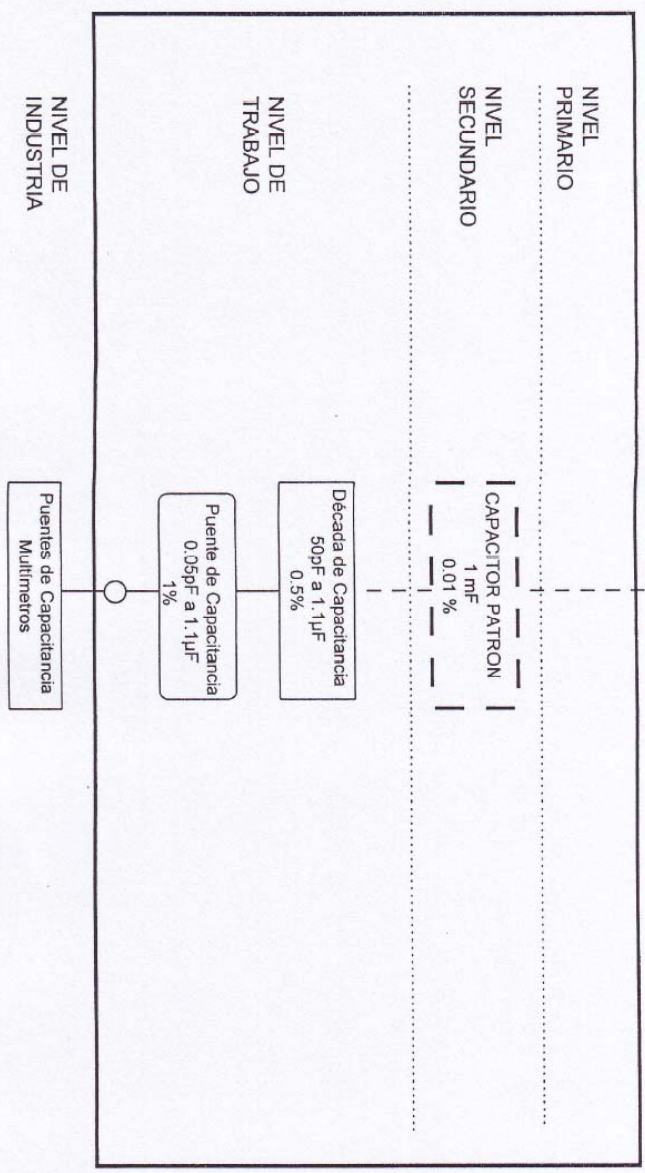 NIVEL
PRIMARIO
NIVEL
SECUNDARIO
CAPACITOR PATRON
1 mF
0.01 %
NIVEL DE
TRABAJO
Década de Capacitancia
50pF a 1.1µF
0.5%
Puente de Capacitancia
0.05pF a 1.1µF
1%
NIVEL DE
INDUSTRIA
Puentes de Capacitancia
Multímetros